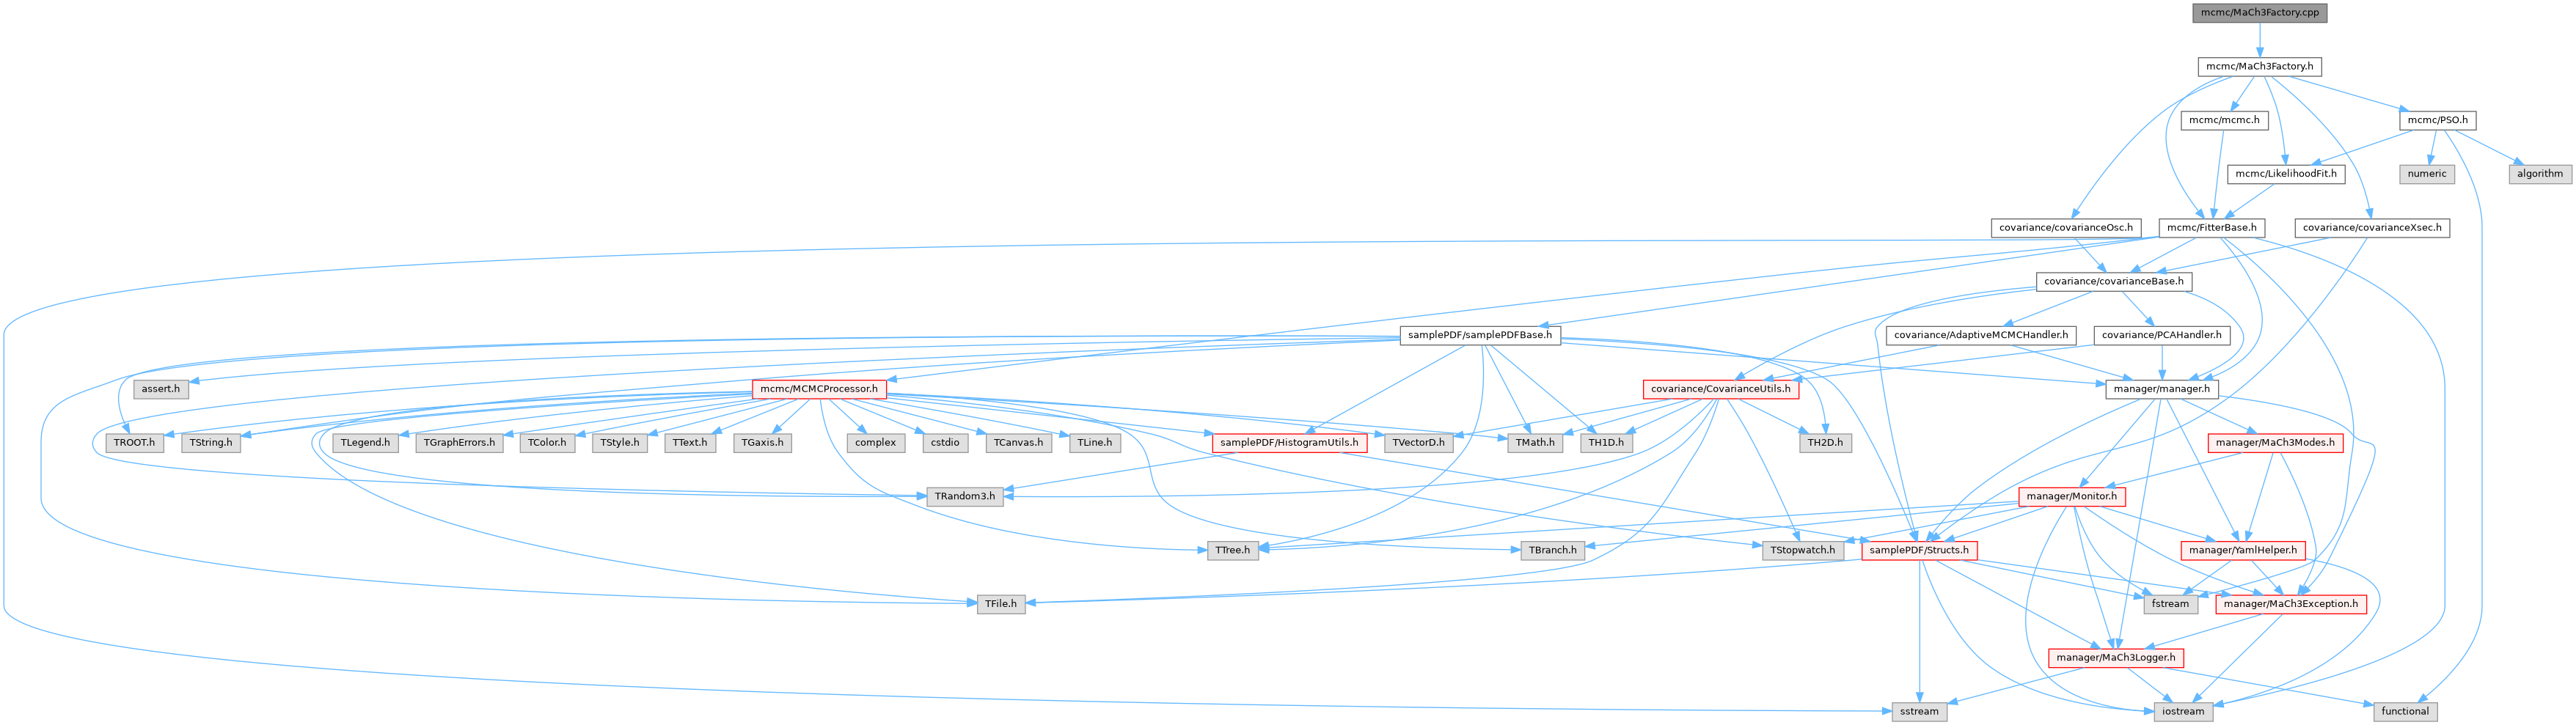 mcmc/MaCh3Factory.cpp
mcmc/MaCh3Factory.h
mcmc/mcmc.h
mcmc/PSO.h
mcmc/LikelihoodFit.h
numeric
algorithm
covariance/covarianceOsc.h
mcmc/FitterBase.h
covariance/covarianceXsec.h
covariance/covarianceBase.h
samplePDF/samplePDFBase.h
covariance/AdaptiveMCMCHandler.h
covariance/PCAHandler.h
assert.h
mcmc/MCMCProcessor.h
covariance/CovarianceUtils.h
manager/manager.h
TROOT.h
TString.h
TLegend.h
TGraphErrors.h
TColor.h
TStyle.h
TText.h
TGaxis.h
complex
cstdio
TCanvas.h
TLine.h
samplePDF/HistogramUtils.h
TVectorD.h
TMath.h
TH1D.h
TH2D.h
manager/MaCh3Modes.h
TRandom3.h
manager/Monitor.h
TTree.h
TBranch.h
TStopwatch.h
samplePDF/Structs.h
manager/YamlHelper.h
TFile.h
fstream
manager/MaCh3Exception.h
manager/MaCh3Logger.h
sstream
iostream
functional